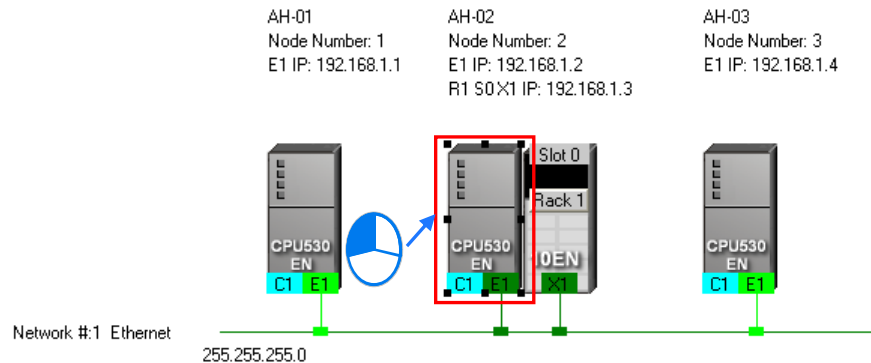 AH-01
Node Number: 1
E1 IP: 192.168.1.1
AH-02
Node Number: 2
E1 IP: 192.168.1.2
R1 S0 X1 IP: 192.168.1.3
AH-03
Node Number: 3
E1 IP: 192.168.1.4
CPU530
EN
C1 E1
CPU530
EN
C1 E1
Slot 0
Rack 1
10EN
X1
CPU530
EN
C1 E1
Network #:1 Ethernet
255.255.255.0